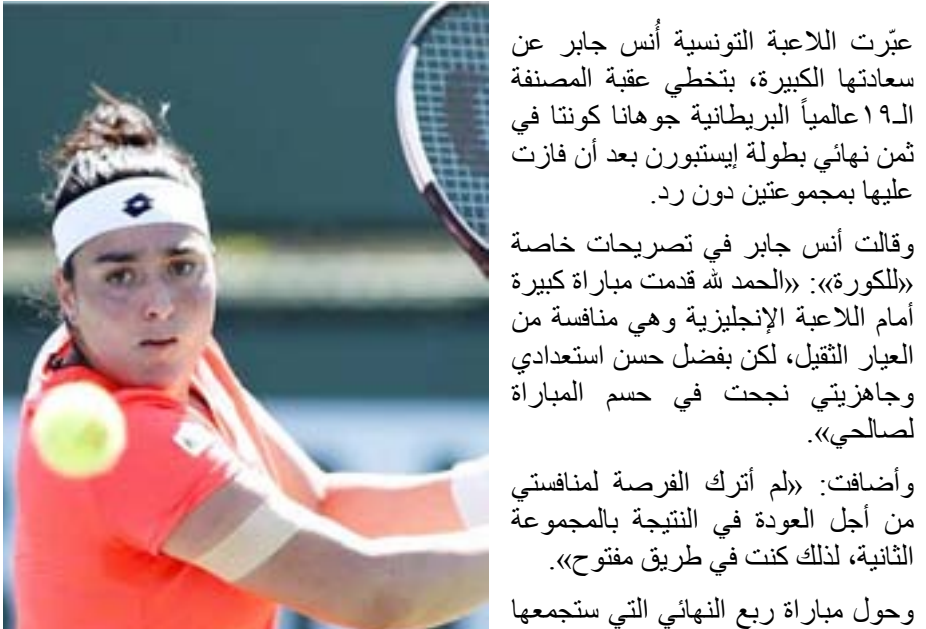 عبّرت اللاعبة التونسية أُنس جابر عن
سعادتها الكبيرة، بتخطي عقبة المصنفة
الـ١٩عالمياً البريطانية جوهانا كونتا في
ثمن نهائي بطولة إيستبورن بعد أن فازت
عليها بمجموعتين دون رد.
وقالت أنس جابر في تصريحات خاصة
«للكورة»: «الحمد لله قدمت مباراة كبيرة
أمام اللاعبة الإنجليزية وهي منافسة من
العيار الثقيل، لكن بفضل حسن استعدادي
وجاهزيتي نجحت في حسم المباراة
لصالحي».
وأضافت: «لم أترك الفرصة لمنافستي
من أجل العودة في النتيجة بالمجموعة
الثانية، لذلك كنت في طريق مفتوح».
وحول مباراة ربع النهائي التي ستجمعها